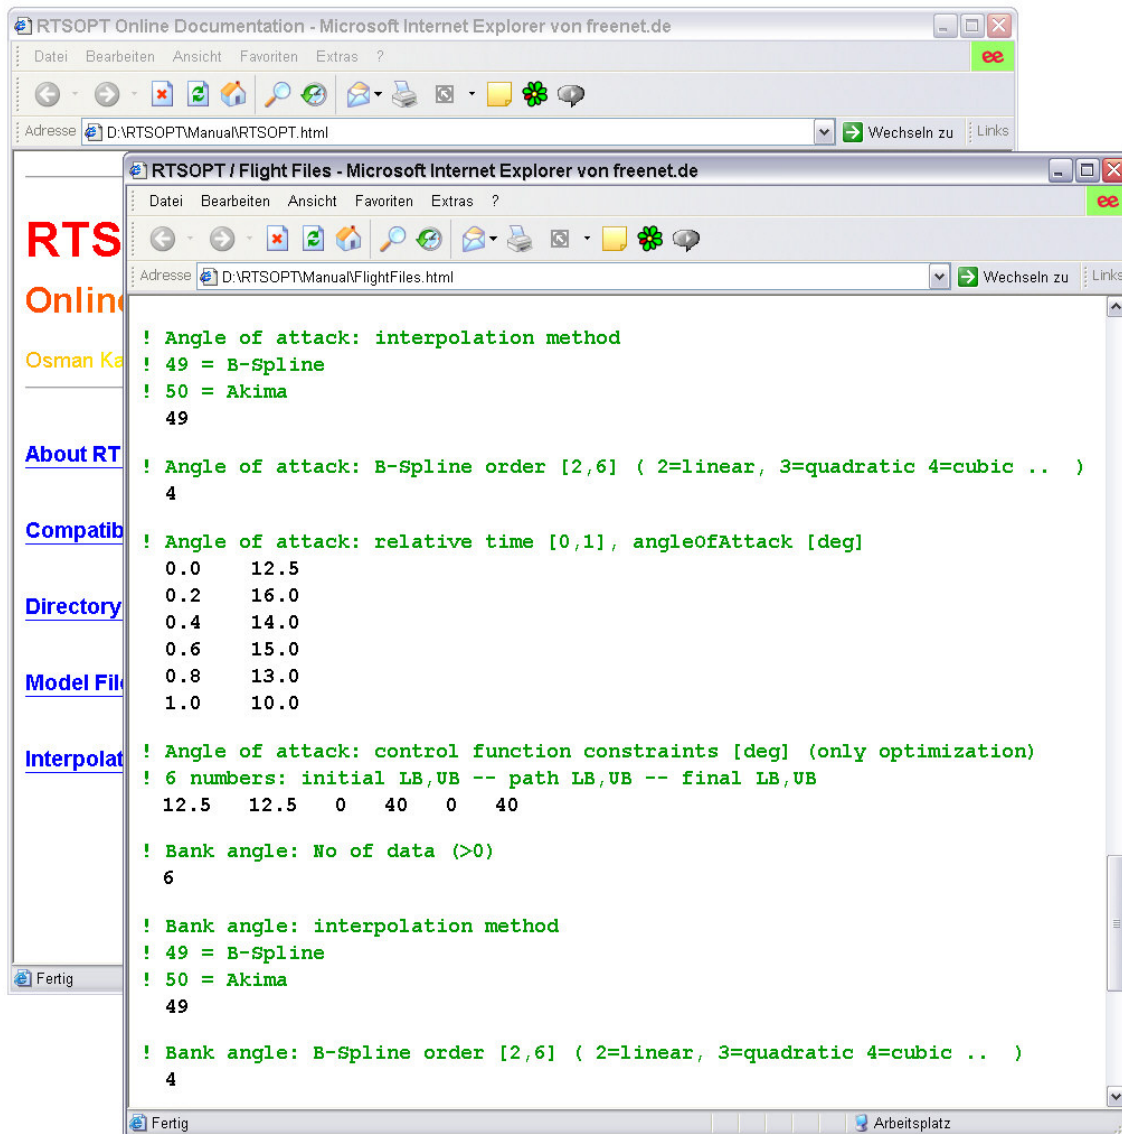 RTSOPT Online Documentation - Microsoft Internet Explorer von freenet.de
Datei Bearbeiten Ansicht Favoriten Extras ?
ee
Adresse D:\RTSOPT\Manual\RTSOPT.html Wechseln zu Links
RTS
Online
Osman Ka
About RT
Compatib
Directory
Model File
Interpolat
Fertig
RTSOPT / Flight Files - Microsoft Internet Explorer von freenet.de
Datei Bearbeiten Ansicht Favoriten Extras ?
ee
Adresse D:\RTSOPT\Manual\FlightFiles.html Wechseln zu Links
! Angle of attack: interpolation method
! 49 = B-Spline
! 50 = Akima
49
! Angle of attack: B-Spline order [2,6] ( 2=linear, 3=quadratic 4=cubic .. )
4
! Angle of attack: relative time [0,1], angleOfAttack [deg]
0.0 12.5
0.2 16.0
0.4 14.0
0.6 15.0
0.8 13.0
1.0 10.0
! Angle of attack: control function constraints [deg] (only optimization)
! 6 numbers: initial LB,UB -- path LB,UB -- final LB,UB
12.5 12.5 0 40 0 40
! Bank angle: No of data (>0)
6
! Bank angle: interpolation method
! 49 = B-Spline
! 50 = Akima
49
! Bank angle: B-Spline order [2,6] ( 2=linear, 3=quadratic 4=cubic .. )
4
Fertig Arbeitsplatz